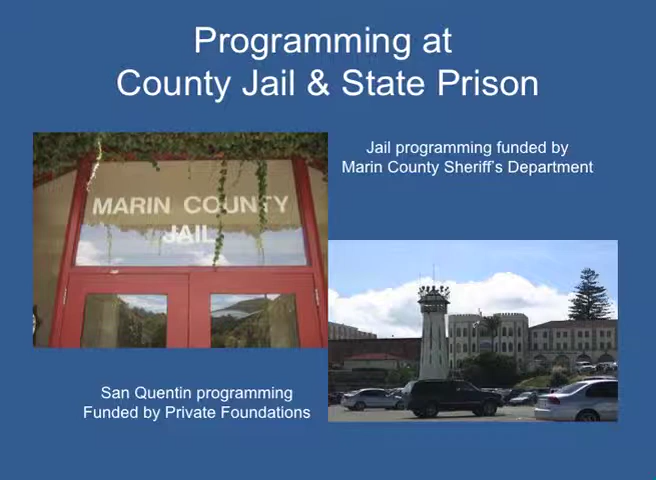 Programming at
County Jail & State Prison
Jail programming funded by
Marin County Sheriff's Department
MARIN COUNTY
JAIL
San Quentin programming
Funded by Private Foundations